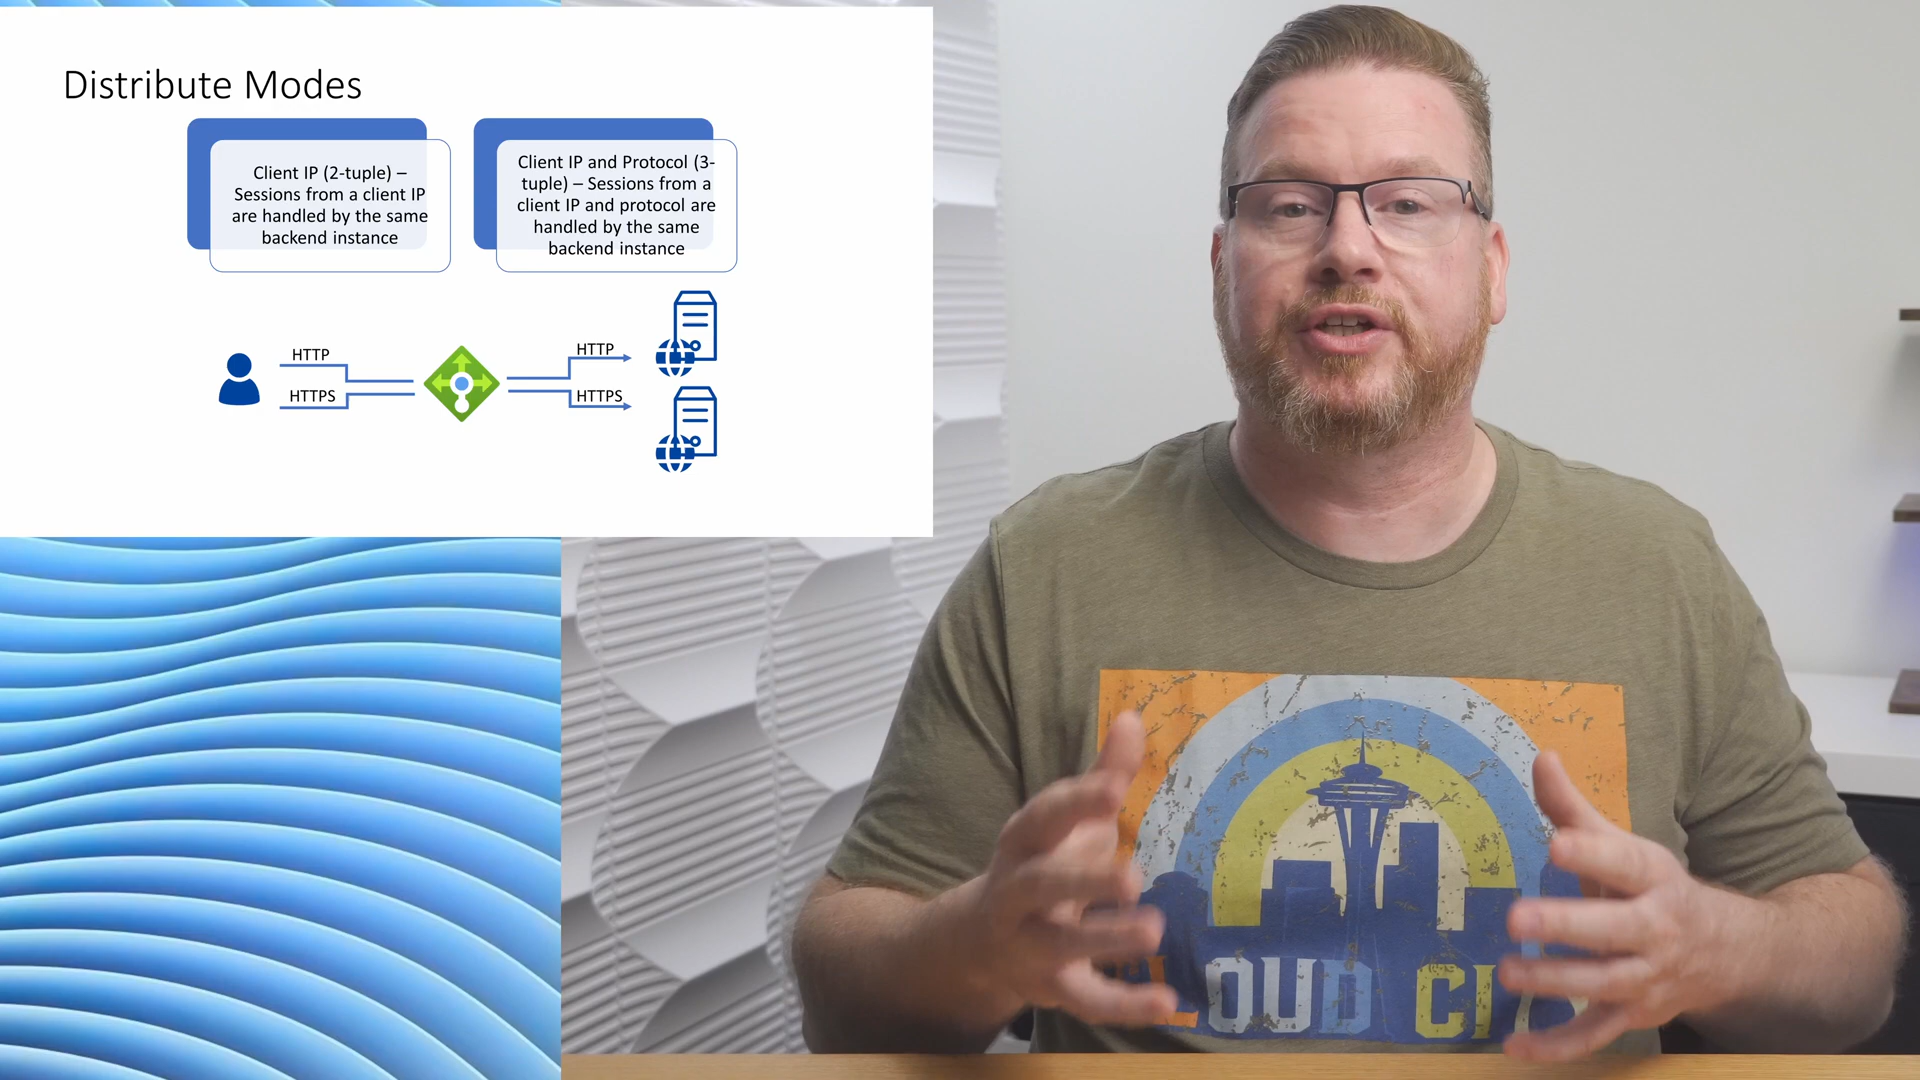 Distribute Modes
Client IP (2-tuple) –
Sessions from a client IP
are handled by the same
backend instance
Client IP and Protocol (3-
tuple) – Sessions from a
client IP and protocol are
handled by the same
backend instance
HTTP
HTTPS
HTTP
HTTPS
CLOUD CI